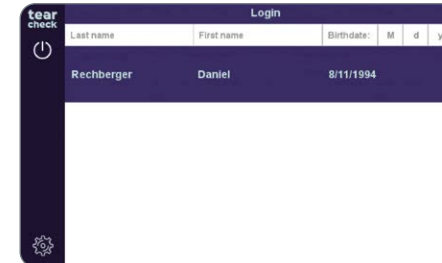 tear
check
Login
Last name First name Birthdate: M d y
Rechberger Daniel 8/11/1994